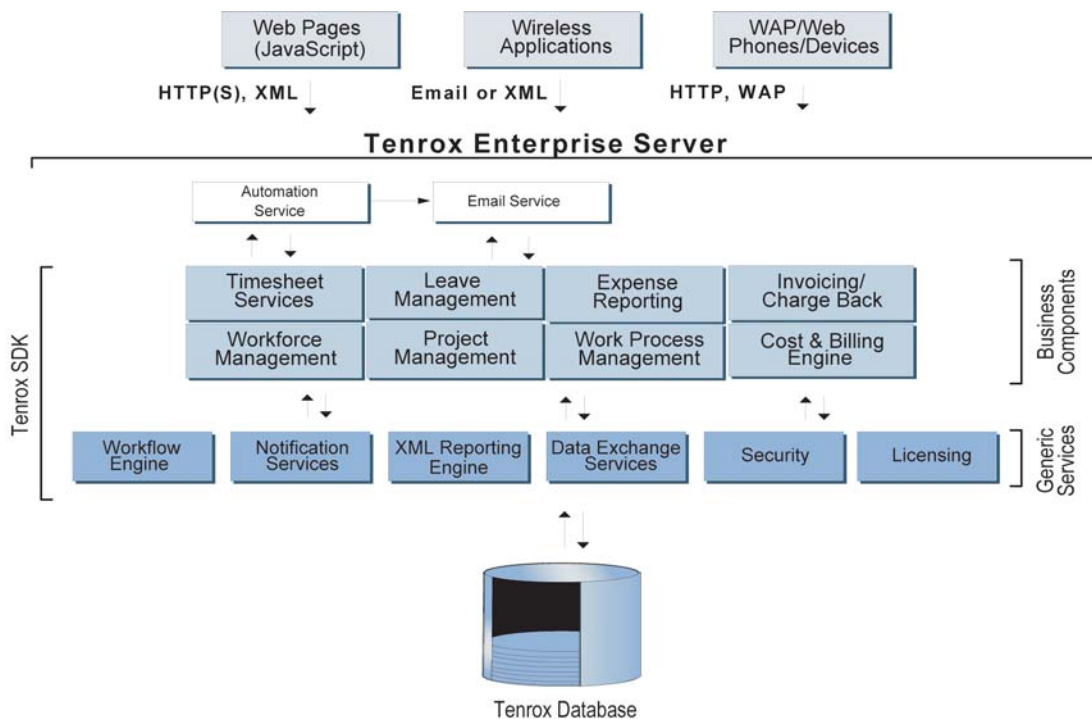 Web Pages
(JavaScript)
Wireless
Applications
WAP/Web
Phones/Devices
HTTP(S), XML
Email or XML
HTTP, WAP
Tenrox Enterprise Server
Automation
Service
Email Service
Tenrox SDK
Timesheet
Services
Leave
Management
Expense
Reporting
Invoicing/
Charge Back
Workforce
Management
Project
Management
Work Process
Management
Cost & Billing
Engine
Business
Components
Workflow
Engine
Notification
Services
XML Reporting
Engine
Data Exchange
Services
Security
Licensing
Generic
Services
Tenrox Database